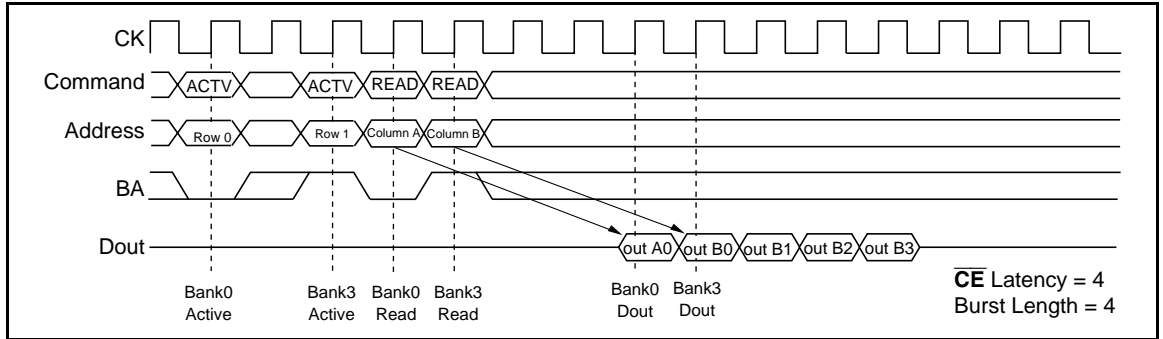 CK
Command ACTV ACTV READ READ
Address Row 0 Row 1 Column A Column B
BA
Dout out A0 out B0 out B1 out B2 out B3
Bank0 Bank3 Bank0 Bank3 Bank0 Bank3
Active Active Read Read Dout Dout
CE Latency = 4
Burst Length = 4